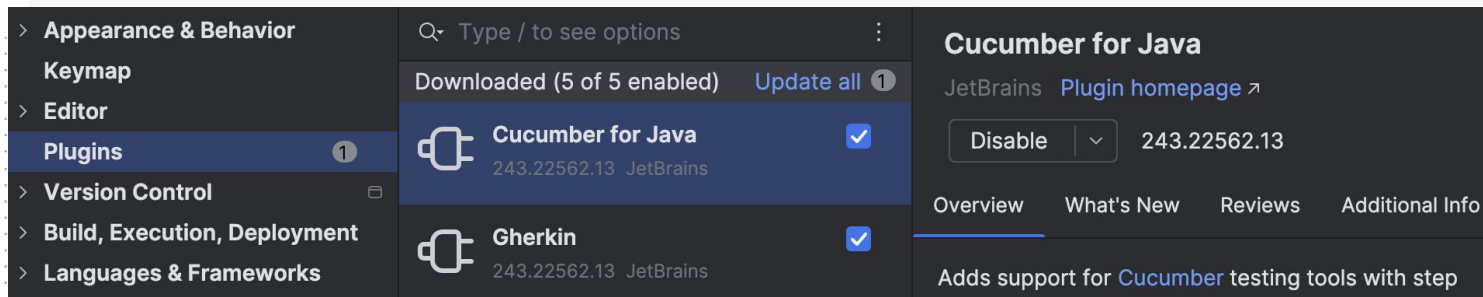 Appearance & Behavior
Keymap
Editor
Plugins 1
Version Control
Build, Execution, Deployment
Languages & Frameworks
Type / to see options
Downloaded (5 of 5 enabled) Update all 1
Cucumber for Java
243.22562.13 JetBrains
Gherkin
243.22562.13 JetBrains
Cucumber for Java
JetBrains Plugin homepage ↗
Disable 243.22562.13
Overview What's New Reviews Additional Info
Adds support for Cucumber testing tools with step